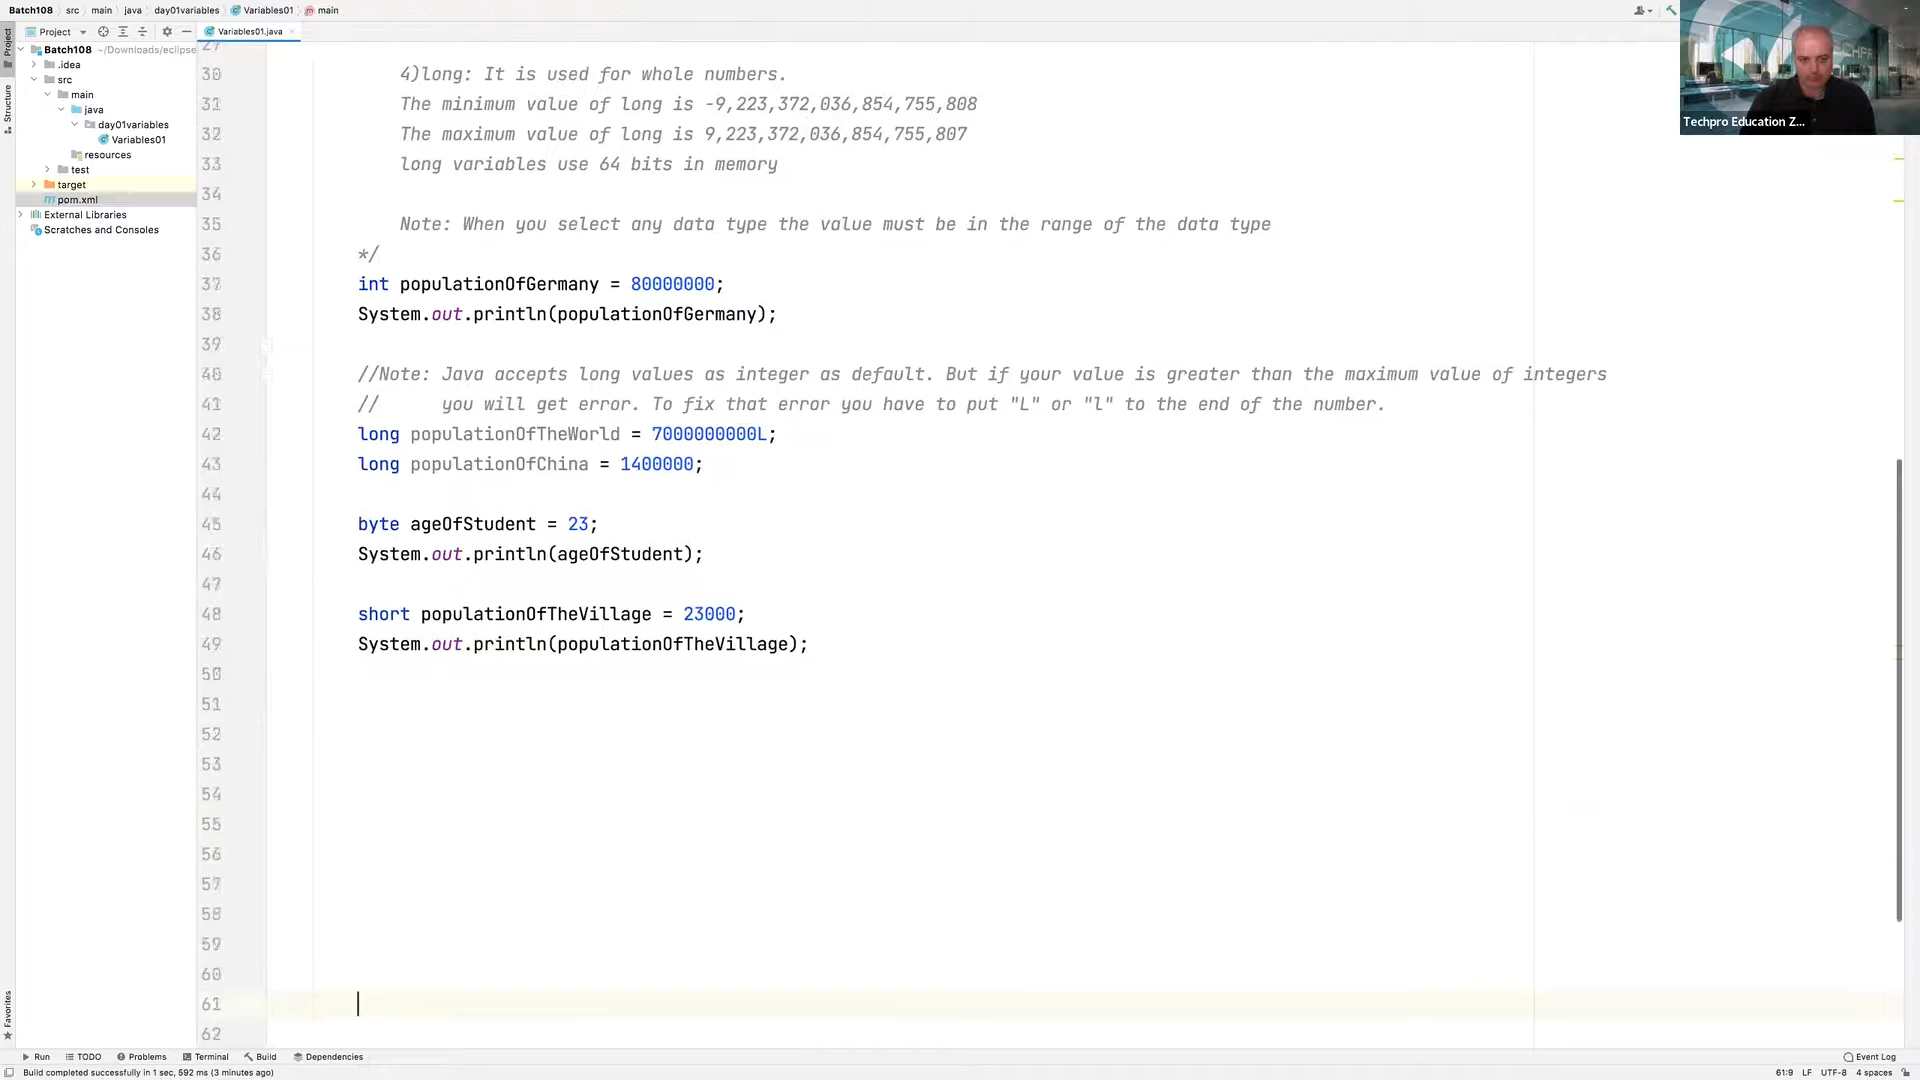 Batch108 src main java day01variables Variables01 main
Project Variables01.java
Batch108 ~/Downloads/eclipse
.idea
src
main
java
day01variables
Variables01
resources
test
target
pom.xml
External Libraries
Scratches and Consoles
Project
Structure
Favorites
29
30 4)long: It is used for whole numbers.
31 The minimum value of long is -9,223,372,036,854,755,808
32 The maximum value of long is 9,223,372,036,854,755,807
33 long variables use 64 bits in memory
34
35 Note: When you select any data type the value must be in the range of the data type
36 */
37 int populationOfGermany = 80000000;
38 System.out.println(populationOfGermany);
39
40 //Note: Java accepts long values as integer as default. But if your value is greater than the maximum value of integers
41 // you will get error. To fix that error you have to put "L" or "l" to the end of the number.
42 long populationOfTheWorld = 7000000000L;
43 long populationOfChina = 1400000;
44
45 byte ageOfStudent = 23;
46 System.out.println(ageOfStudent);
47
48 short populationOfTheVillage = 23000;
49 System.out.println(populationOfTheVillage);
50
51
52
53
54
55
56
57
58
59
60
61
62
Techpro Education Z...
Run TODO Problems Terminal Build Dependencies Event Log
Build completed successfully in 1 sec, 592 ms (3 minutes ago) 61:9 LF UTF-8 4 spaces